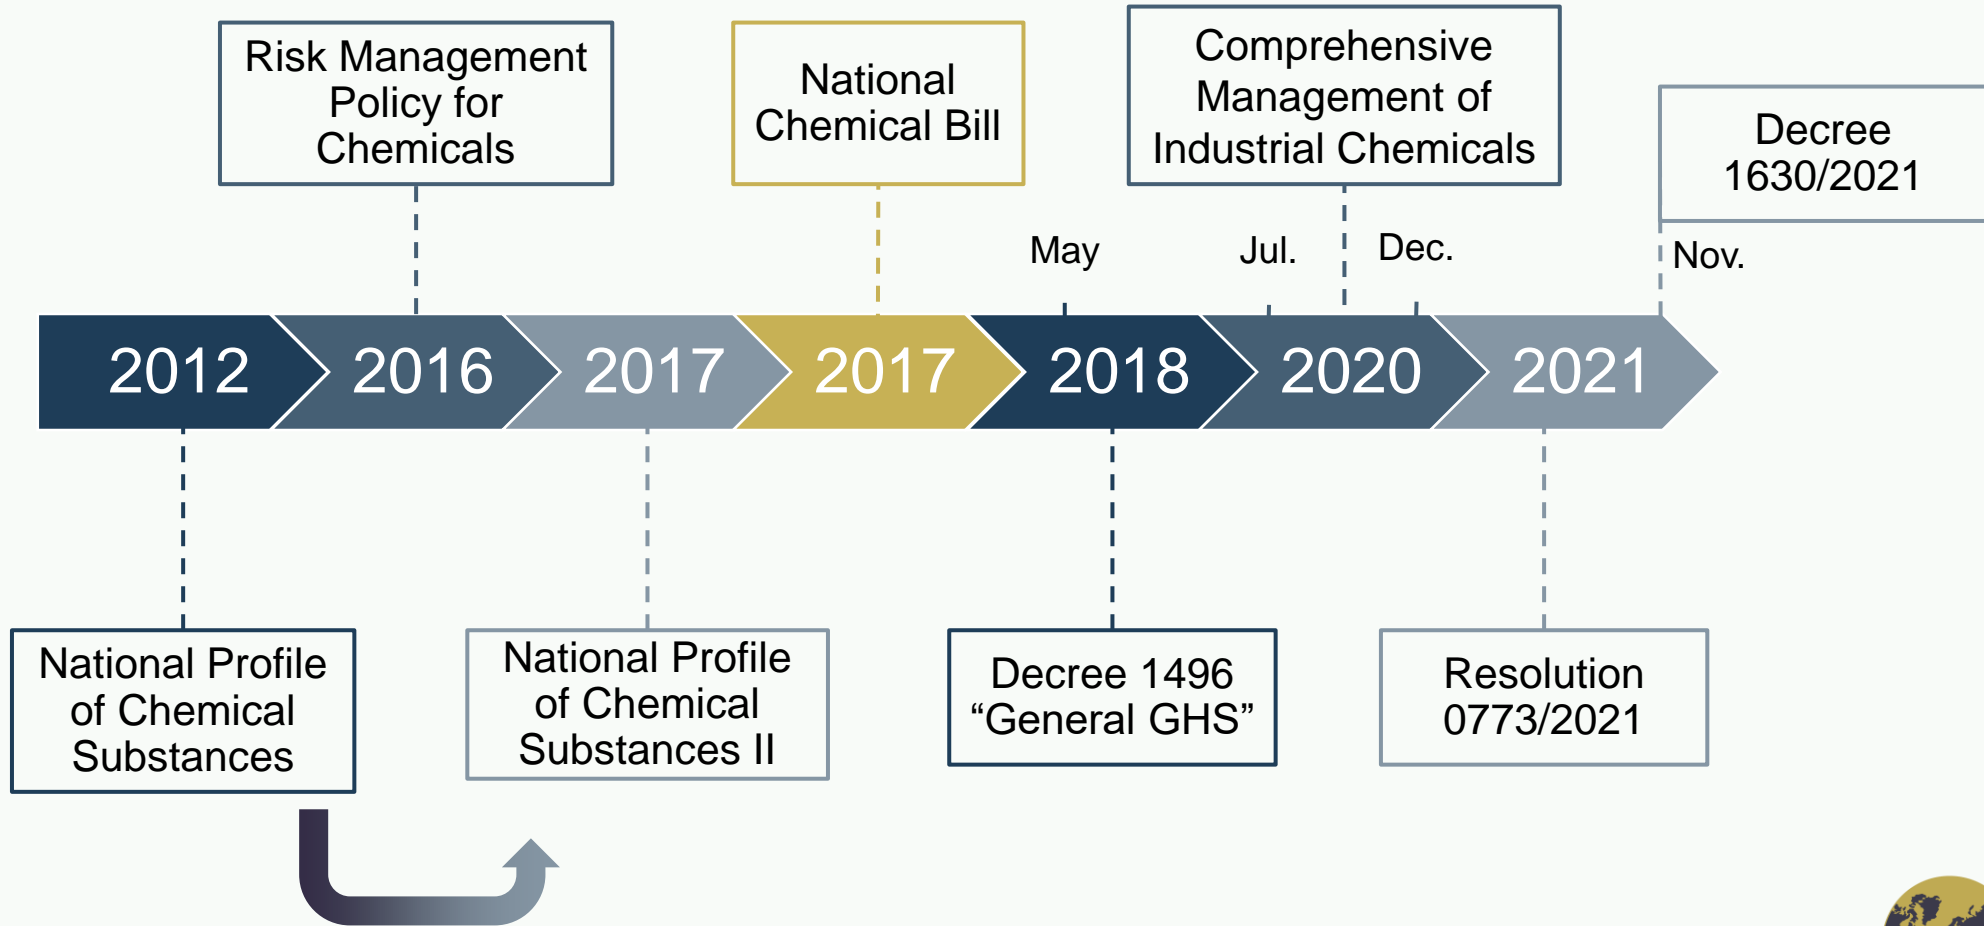 Risk Management
Policy for
Chemicals
National
Chemical Bill
Comprehensive
Management of
Industrial Chemicals
Decree
1630/2021
May
Jul.
Dec.
Nov.
2012
2016
2017
2017
2018
2020
2021
National Profile
of Chemical
Substances
National Profile
of Chemical
Substances II
Decree 1496
“General GHS”
Resolution
0773/2021